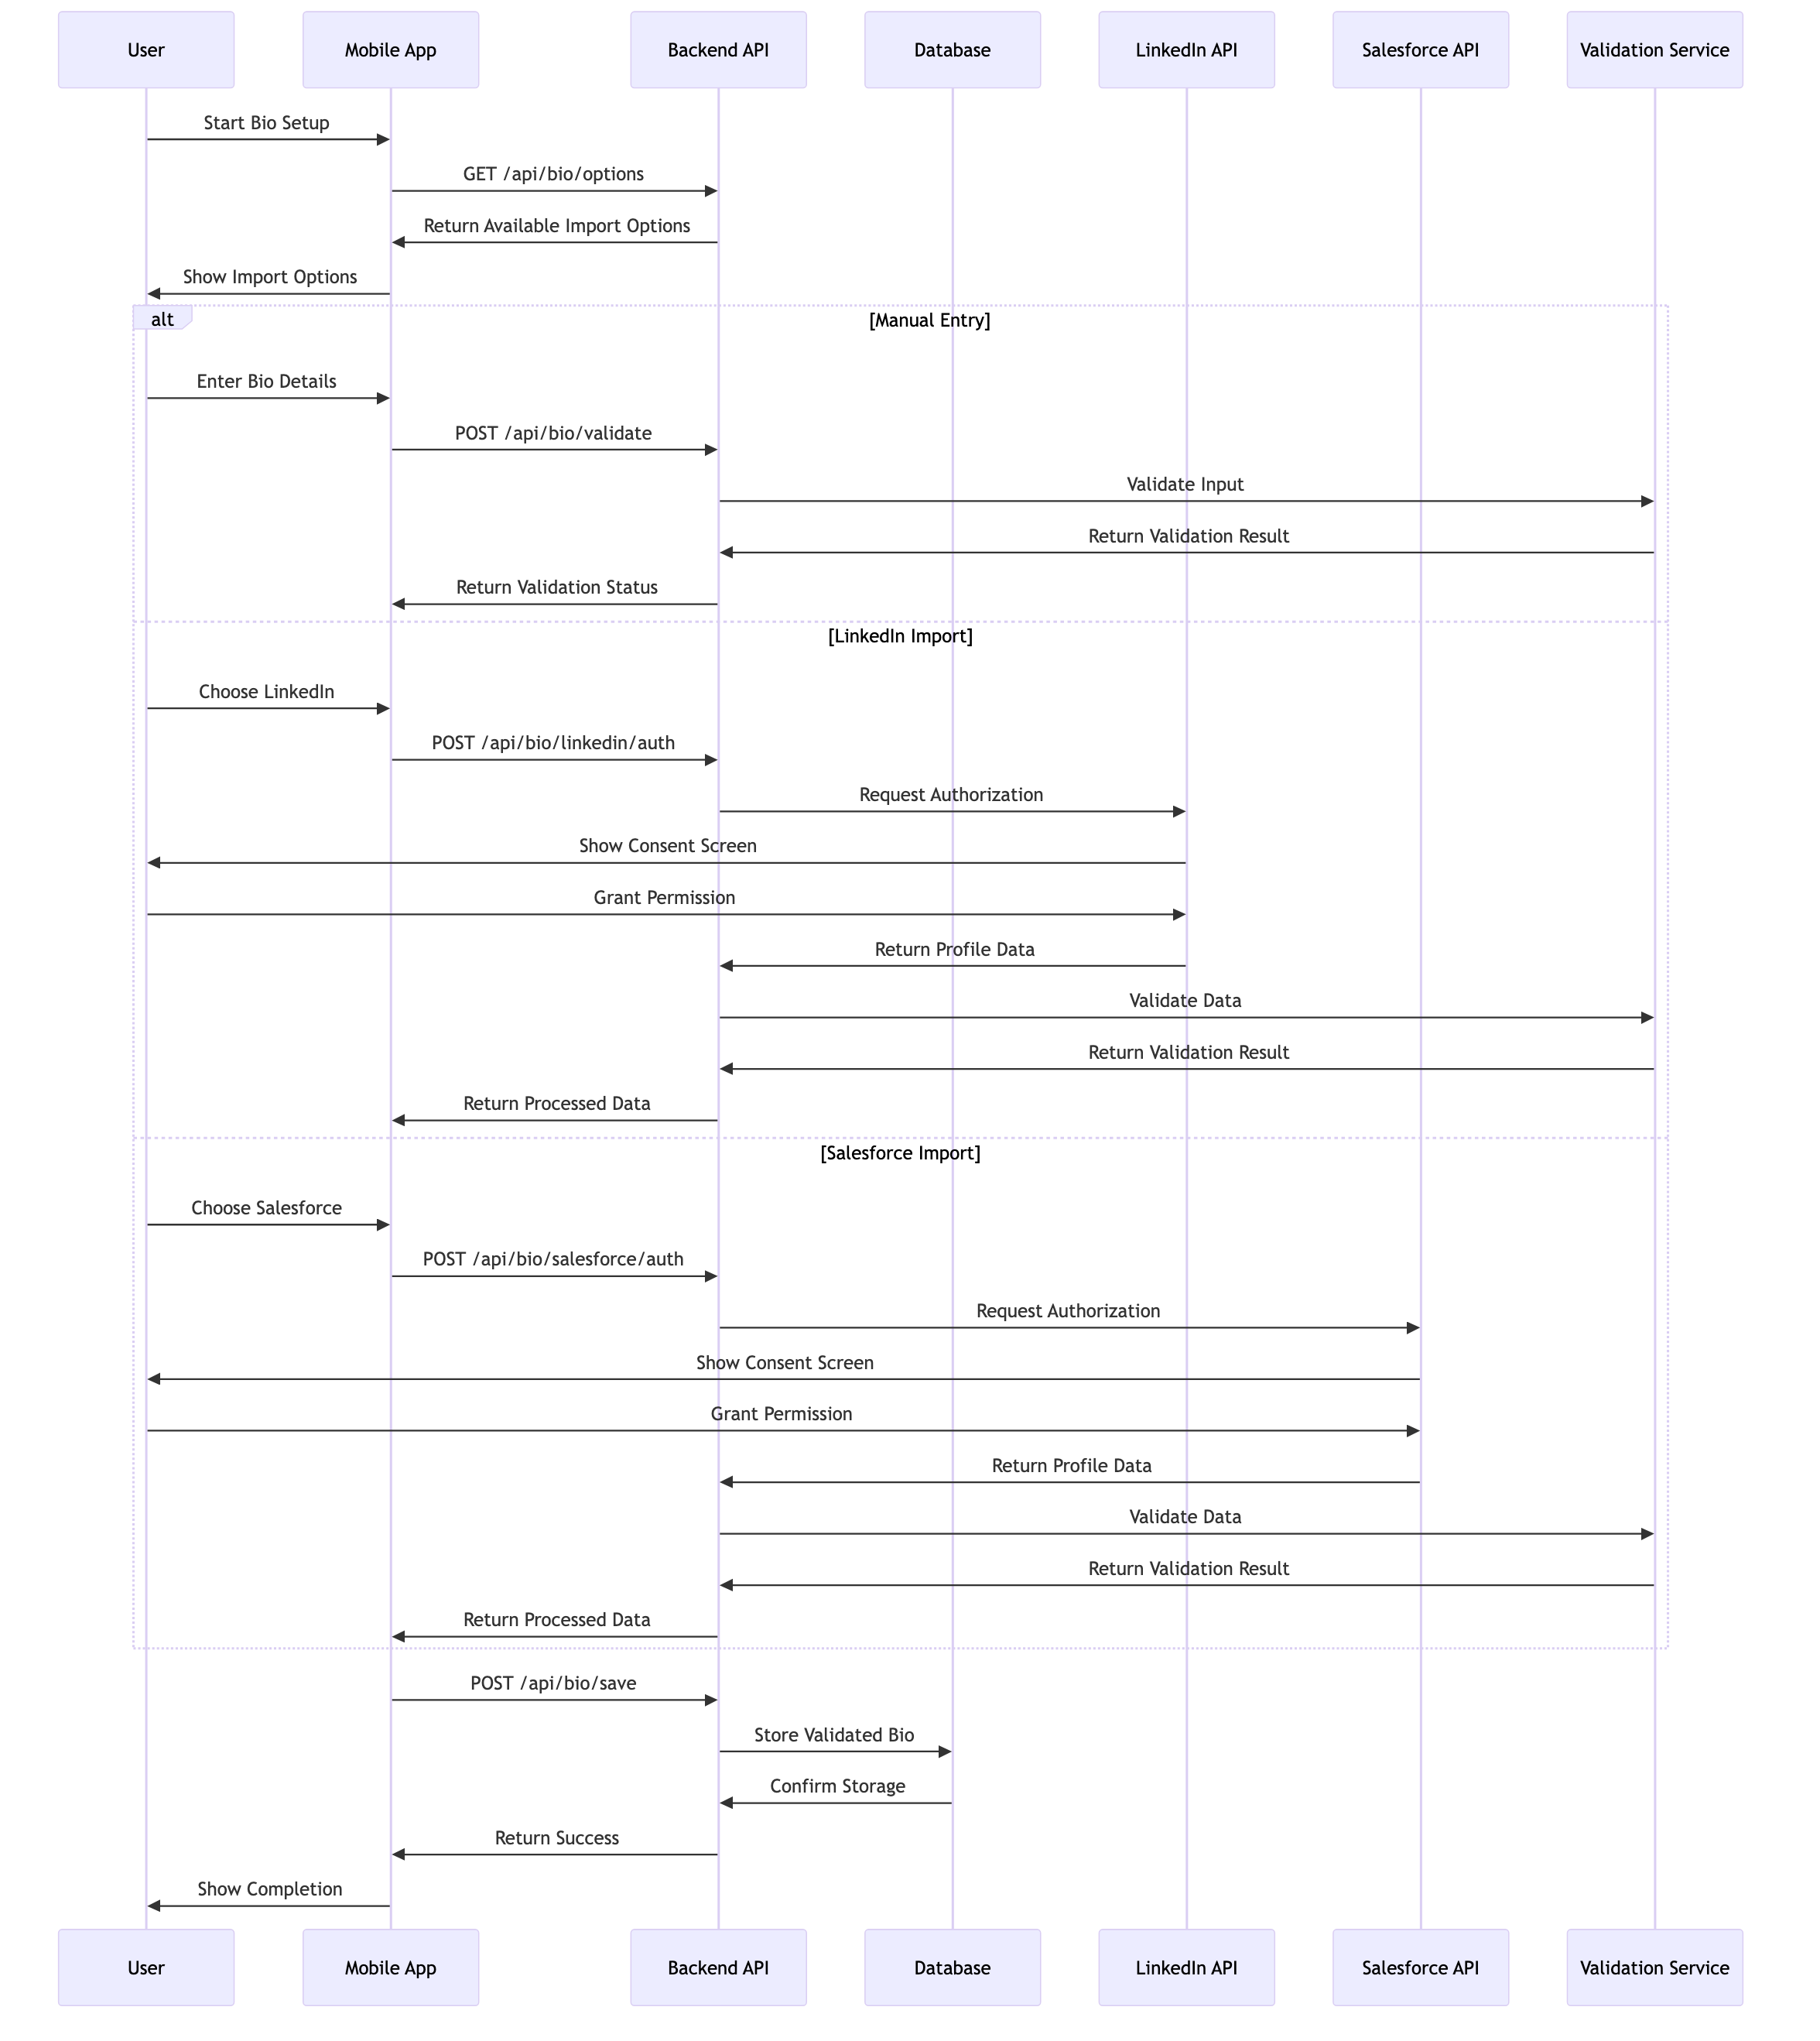 User
Mobile App
Backend API
Database
LinkedIn API
Salesforce API
Validation Service
Start Bio Setup
GET /api/bio/options
Return Available Import Options
Show Import Options
alt
[Manual Entry]
Enter Bio Details
POST /api/bio/validate
Validate Input
Return Validation Result
Return Validation Status
[LinkedIn Import]
Choose LinkedIn
POST /api/bio/linkedin/auth
Request Authorization
Show Consent Screen
Grant Permission
Return Profile Data
Validate Data
Return Validation Result
Return Processed Data
[Salesforce Import]
Choose Salesforce
POST /api/bio/salesforce/auth
Request Authorization
Show Consent Screen
Grant Permission
Return Profile Data
Validate Data
Return Validation Result
Return Processed Data
POST /api/bio/save
Store Validated Bio
Confirm Storage
Return Success
Show Completion
User
Mobile App
Backend API
Database
LinkedIn API
Salesforce API
Validation Service